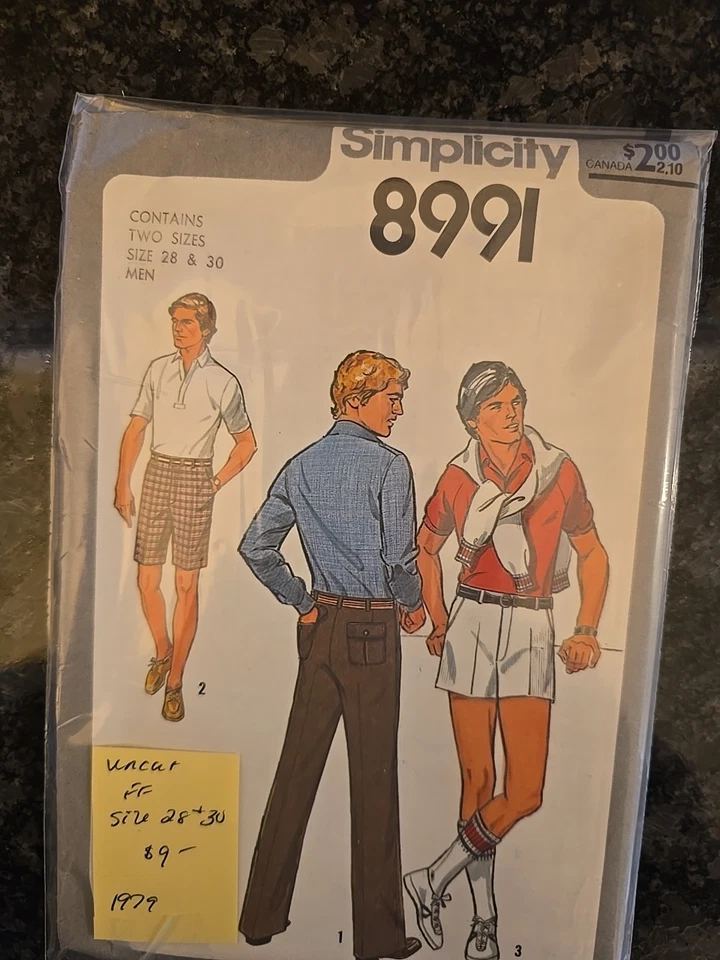 Simplicity
$2.00
CANADA 2.10
8991
CONTAINS
TWO SIZES
SIZE 28 & 30
MEN
2
1
3
uncut
FF
Size 28+30
$9-
1979